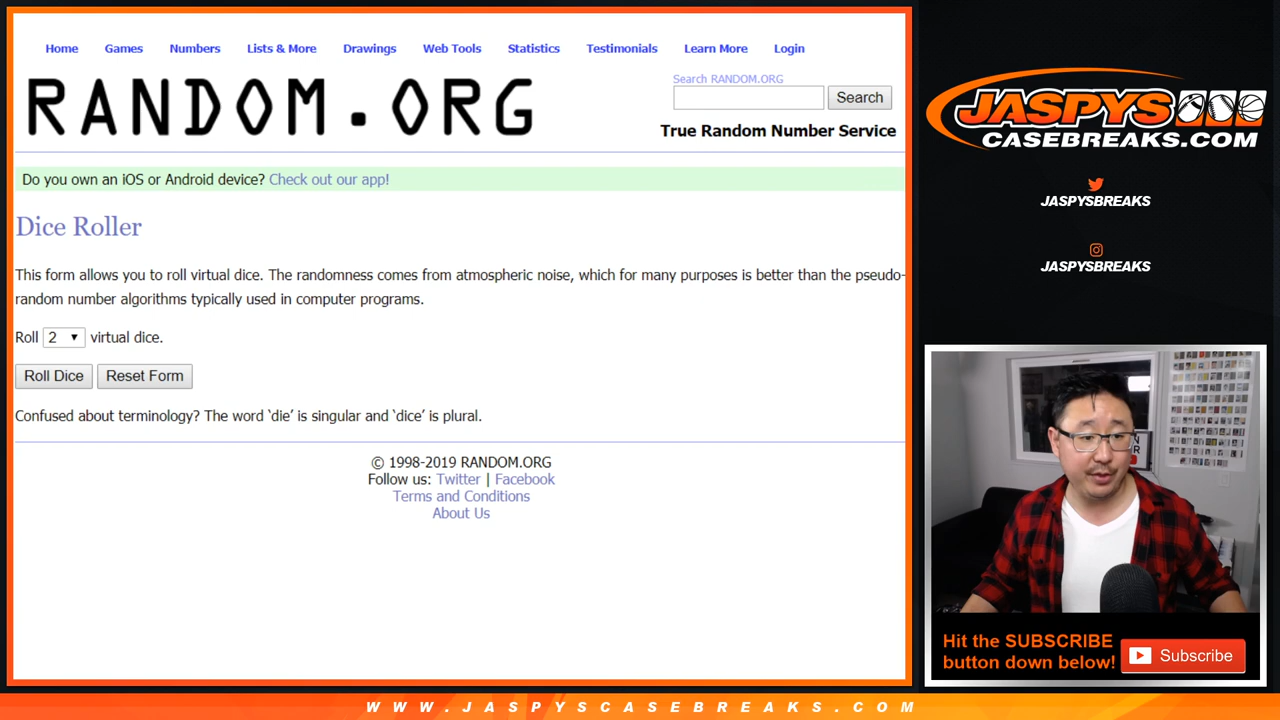 Home Games Numbers Lists & More Drawings Web Tools Statistics Testimonials Learn More Login
RANDOM.ORG
Search RANDOM.ORG
Search
True Random Number Service
Do you own an iOS or Android device? Check out our app!
Dice Roller
This form allows you to roll virtual dice. The randomness comes from atmospheric noise, which for many purposes is better than the pseudo-
random number algorithms typically used in computer programs.
Roll 2 virtual dice.
Roll Dice Reset Form
Confused about terminology? The word ‘die’ is singular and ‘dice’ is plural.
© 1998-2019 RANDOM.ORG
Follow us: Twitter | Facebook
Terms and Conditions
About Us
JASPYS
CASEBREAKS.COM
JASPYSBREAKS
JASPYSBREAKS
Hit the SUBSCRIBE
button down below!
Subscribe
WWW.JASPYSCASEBREAKS.COM